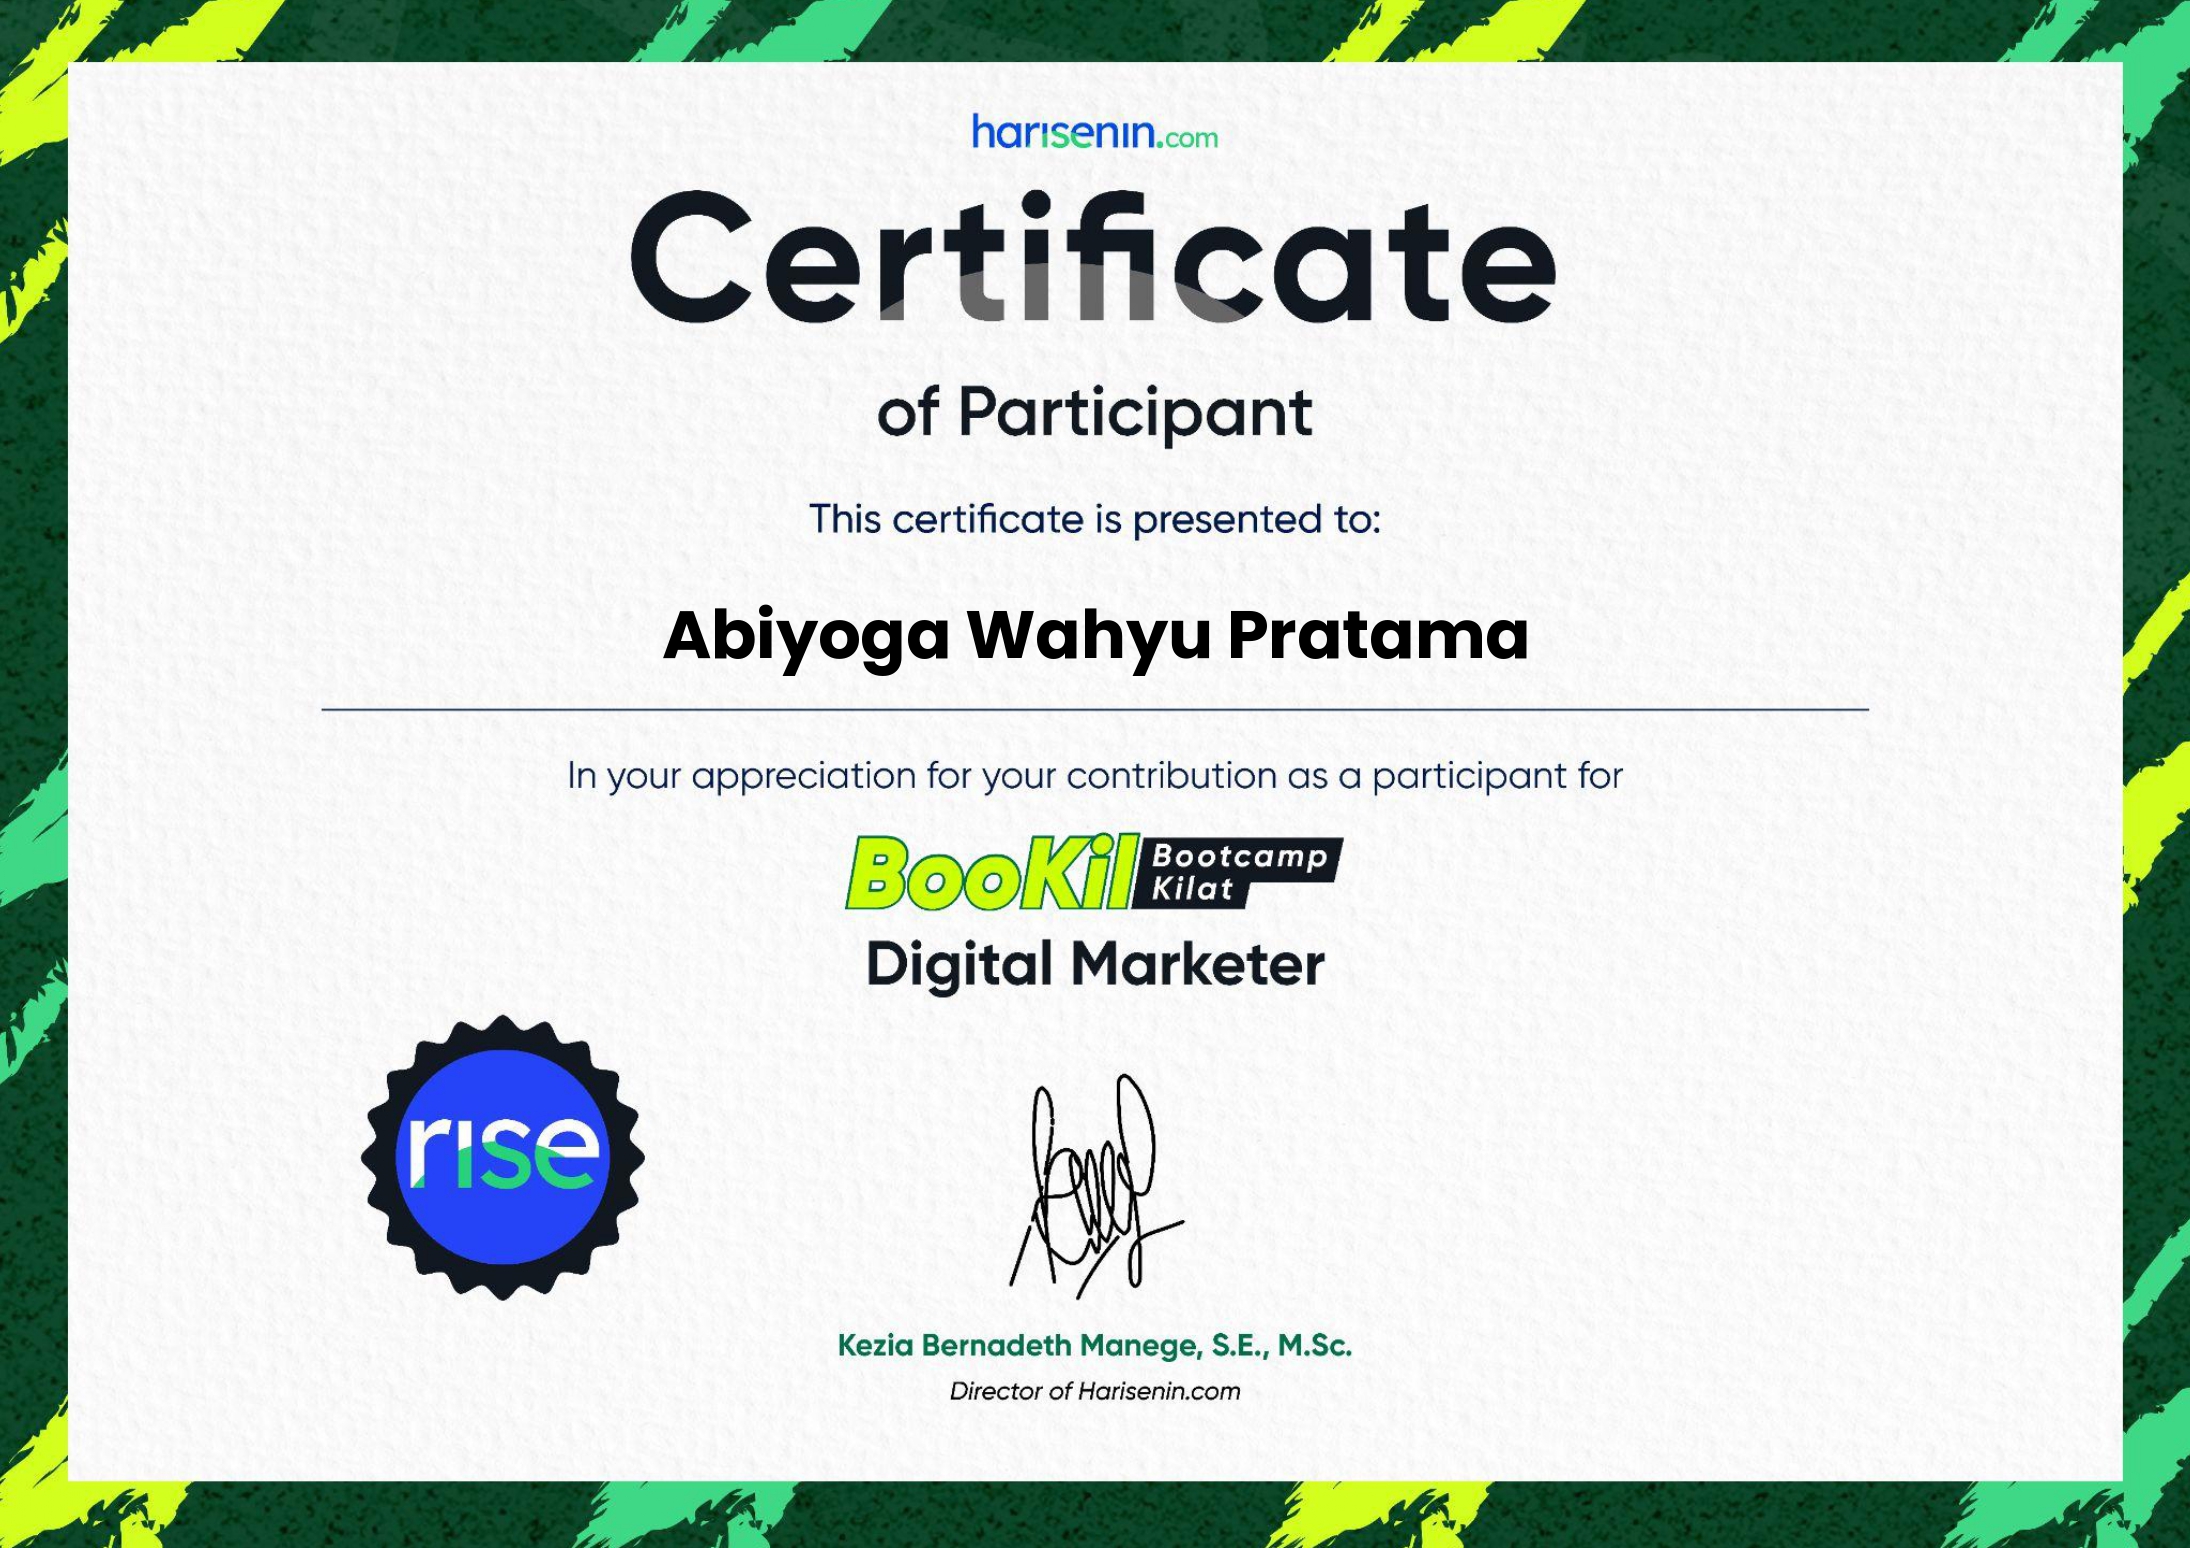 harisenin.com
Certificate
of Participant
This certificate is presented to:
Abiyoga Wahyu Pratama
In your appreciation for your contribution as a participant for
BooKil Bootcamp
Kilat
Digital Marketer
rise
Kezia Bernadeth Manege, S.E., M.Sc.
Director of Harisenin.com